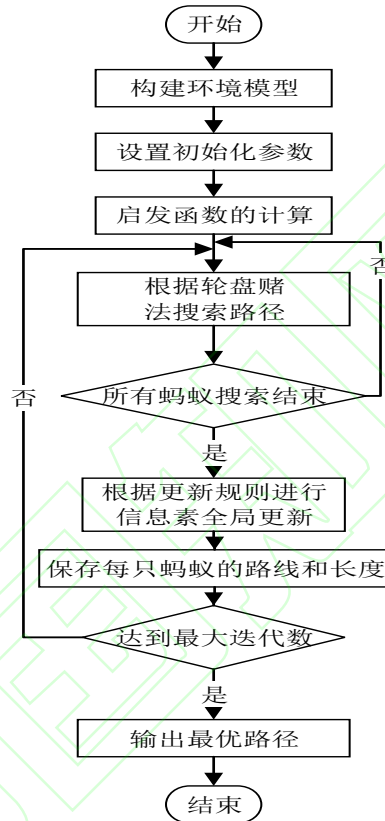 开始
构建环境模型
设置初始化参数
启发函数的计算
否
根据轮盘赌
法搜索路径
所有蚂蚁搜索结束
否
是
根据更新规则进行
信息素全局更新
保存每只蚂蚁的路线和长度
达到最大迭代数
是
输出最优路径
结束